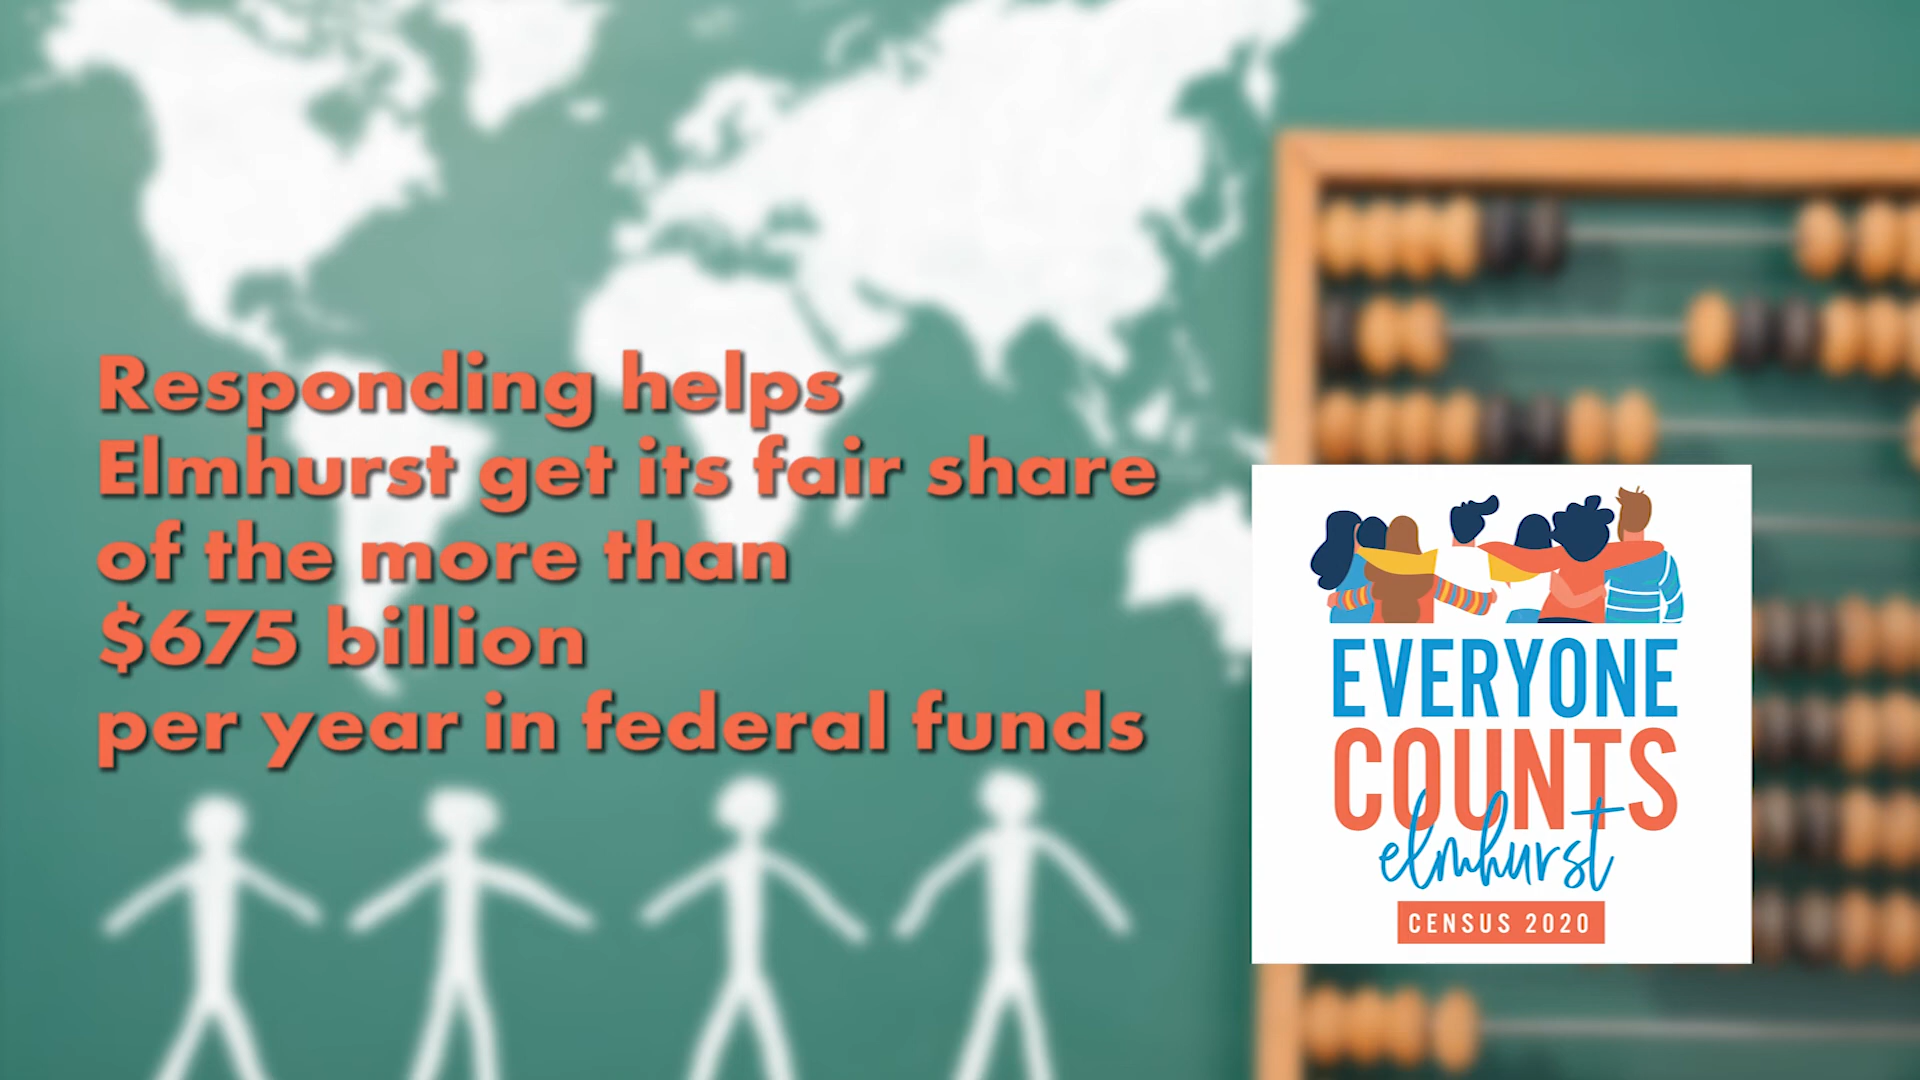 Responding helps
Elmhurst get its fair share
of the more than
$675 billion
per year in federal funds
EVERYONE
COUNTS
elmhurst
CENSUS 2020